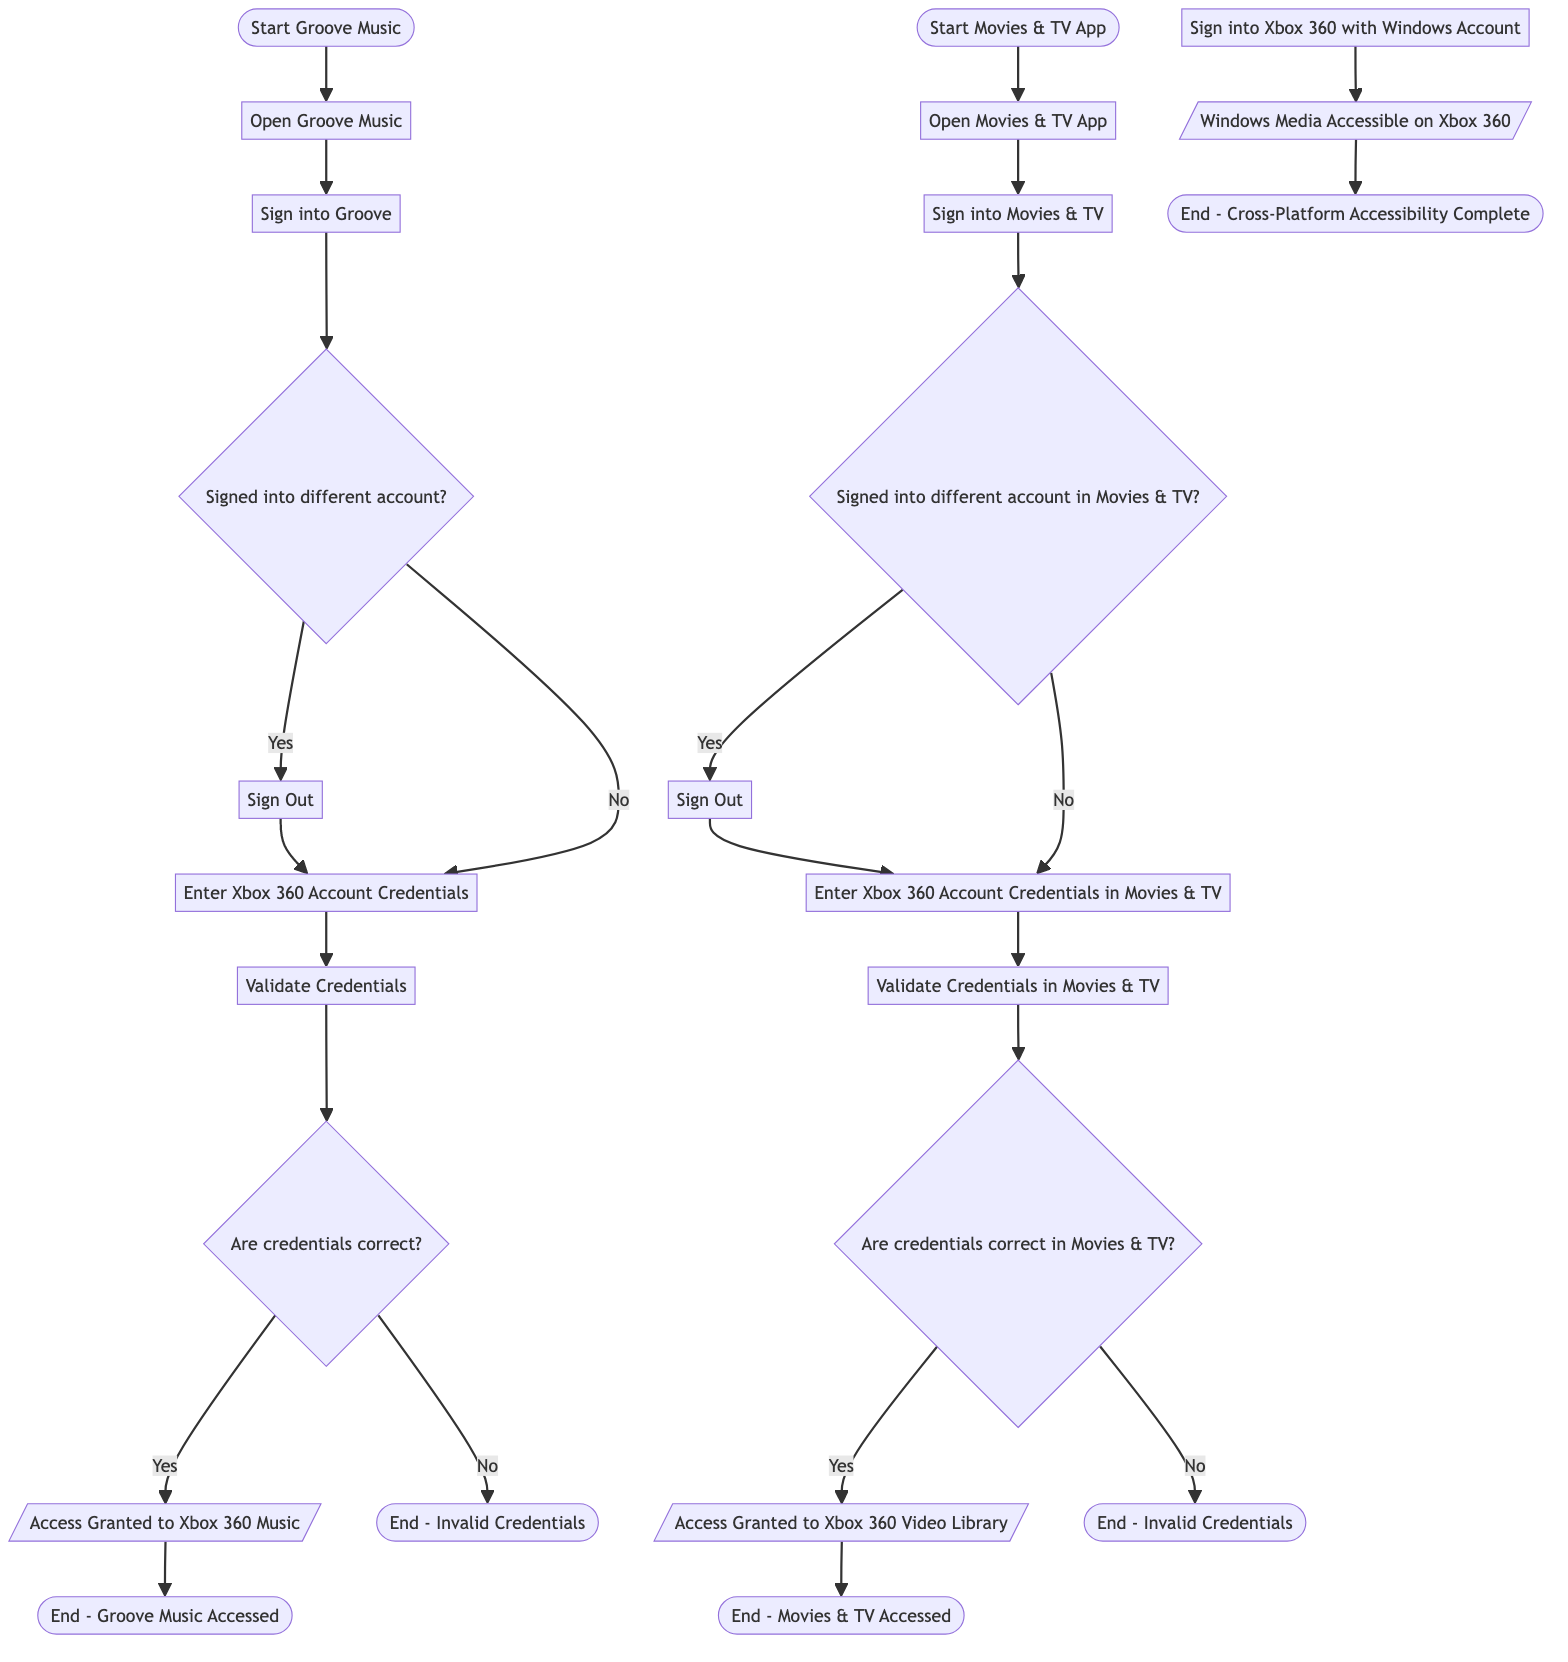 Start Groove Music
Open Groove Music
Sign into Groove
Signed into different account?
Yes
No
Sign Out
Enter Xbox 360 Account Credentials
Validate Credentials
Are credentials correct?
Yes
No
Access Granted to Xbox 360 Music
End - Invalid Credentials
End - Groove Music Accessed
Start Movies & TV App
Open Movies & TV App
Sign into Movies & TV
Signed into different account in Movies & TV?
Yes
No
Sign Out
Enter Xbox 360 Account Credentials in Movies & TV
Validate Credentials in Movies & TV
Are credentials correct in Movies & TV?
Yes
No
Access Granted to Xbox 360 Video Library
End - Invalid Credentials
End - Movies & TV Accessed
Sign into Xbox 360 with Windows Account
Windows Media Accessible on Xbox 360
End - Cross-Platform Accessibility Complete